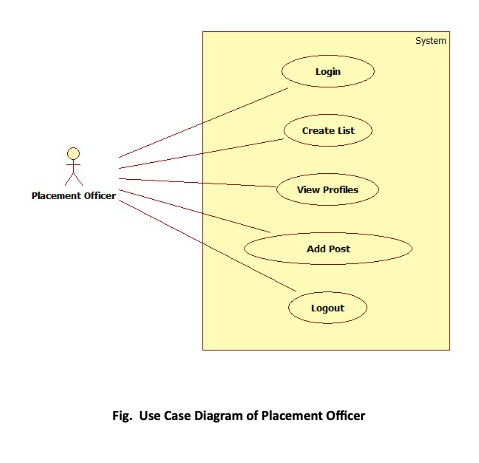 System
Login
Create List
View Profiles
Placement Officer
Add Post
Logout
Fig.  Use Case Diagram of Placement Officer